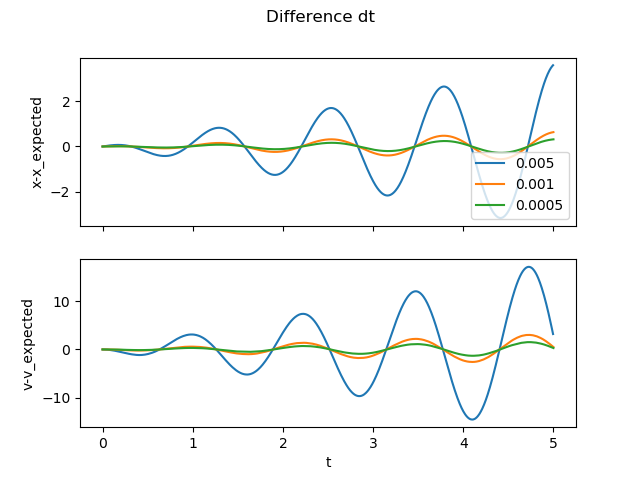 Difference dt
x-x_expected
2
0
−2
0.005
0.001
0.0005
v-v_expected
10
0
−10
0 1 2 3 4 5
t